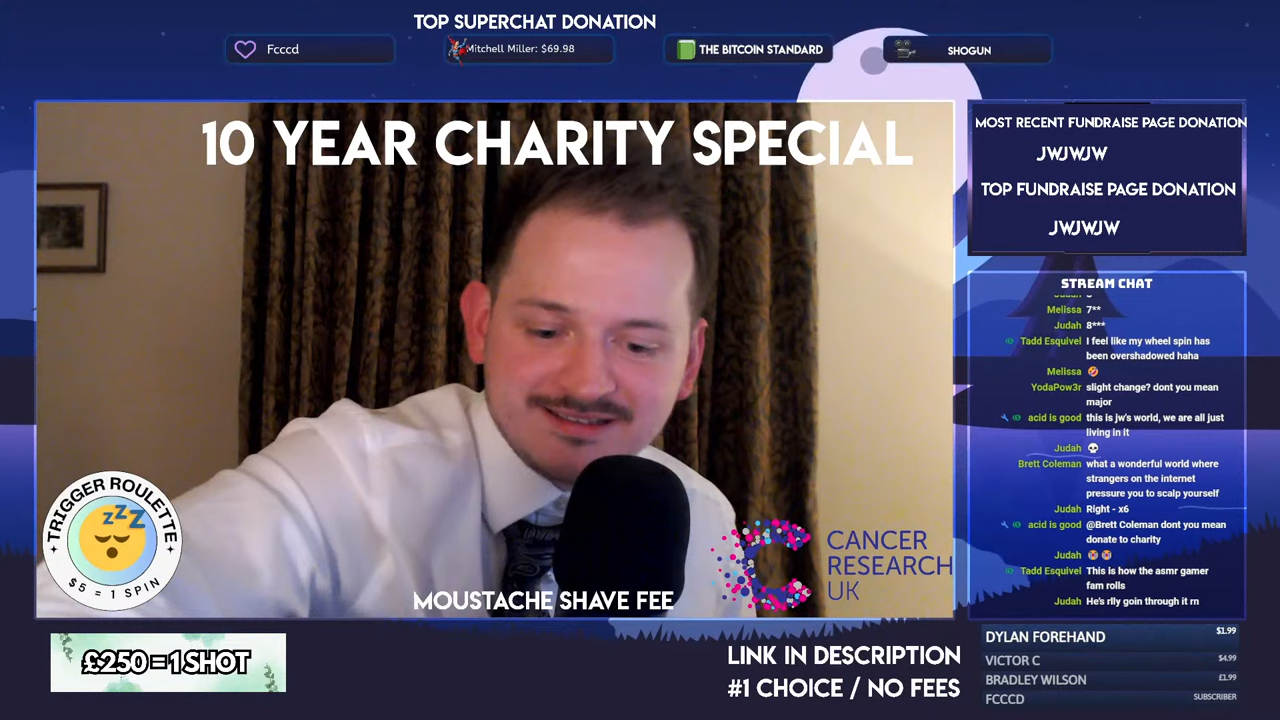 TOP SUPERCHAT DONATION
Fcccd
Mitchell Miller: $69.98
THE BITCOIN STANDARD
SHOGUN
10 YEAR CHARITY SPECIAL
MOST RECENT FUNDRAISE PAGE DONATION
JWJWJW
TOP FUNDRAISE PAGE DONATION
JWJWJW
STREAM CHAT
Melissa 7**
Judah 8***
Tadd Esquivel I feel like my wheel spin has
been overshadowed haha
Melissa 🤣
YodaPow3r slight change? dont you mean
major
acid is good this is jw's world, we are all just
living in it
Judah 💀
Brett Coleman what a wonderful world where
strangers on the internet
pressure you to scalp yourself
Judah Right - x6
acid is good @Brett Coleman dont you mean
donate to charity
Judah
Tadd Esquivel This is how the asmr gamer
fam rolls
Judah He's rlly goin through it rn
TRIGGER ROULETTE
zzz
$5 = 1 SPIN
CANCER
RESEARCH
UK
MOUSTACHE SHAVE FEE
£250 = 1 SHOT
LINK IN DESCRIPTION
#1 CHOICE / NO FEES
DYLAN FOREHAND $1.99
VICTOR C $4.99
BRADLEY WILSON £1.99
FCCCD SUBSCRIBER